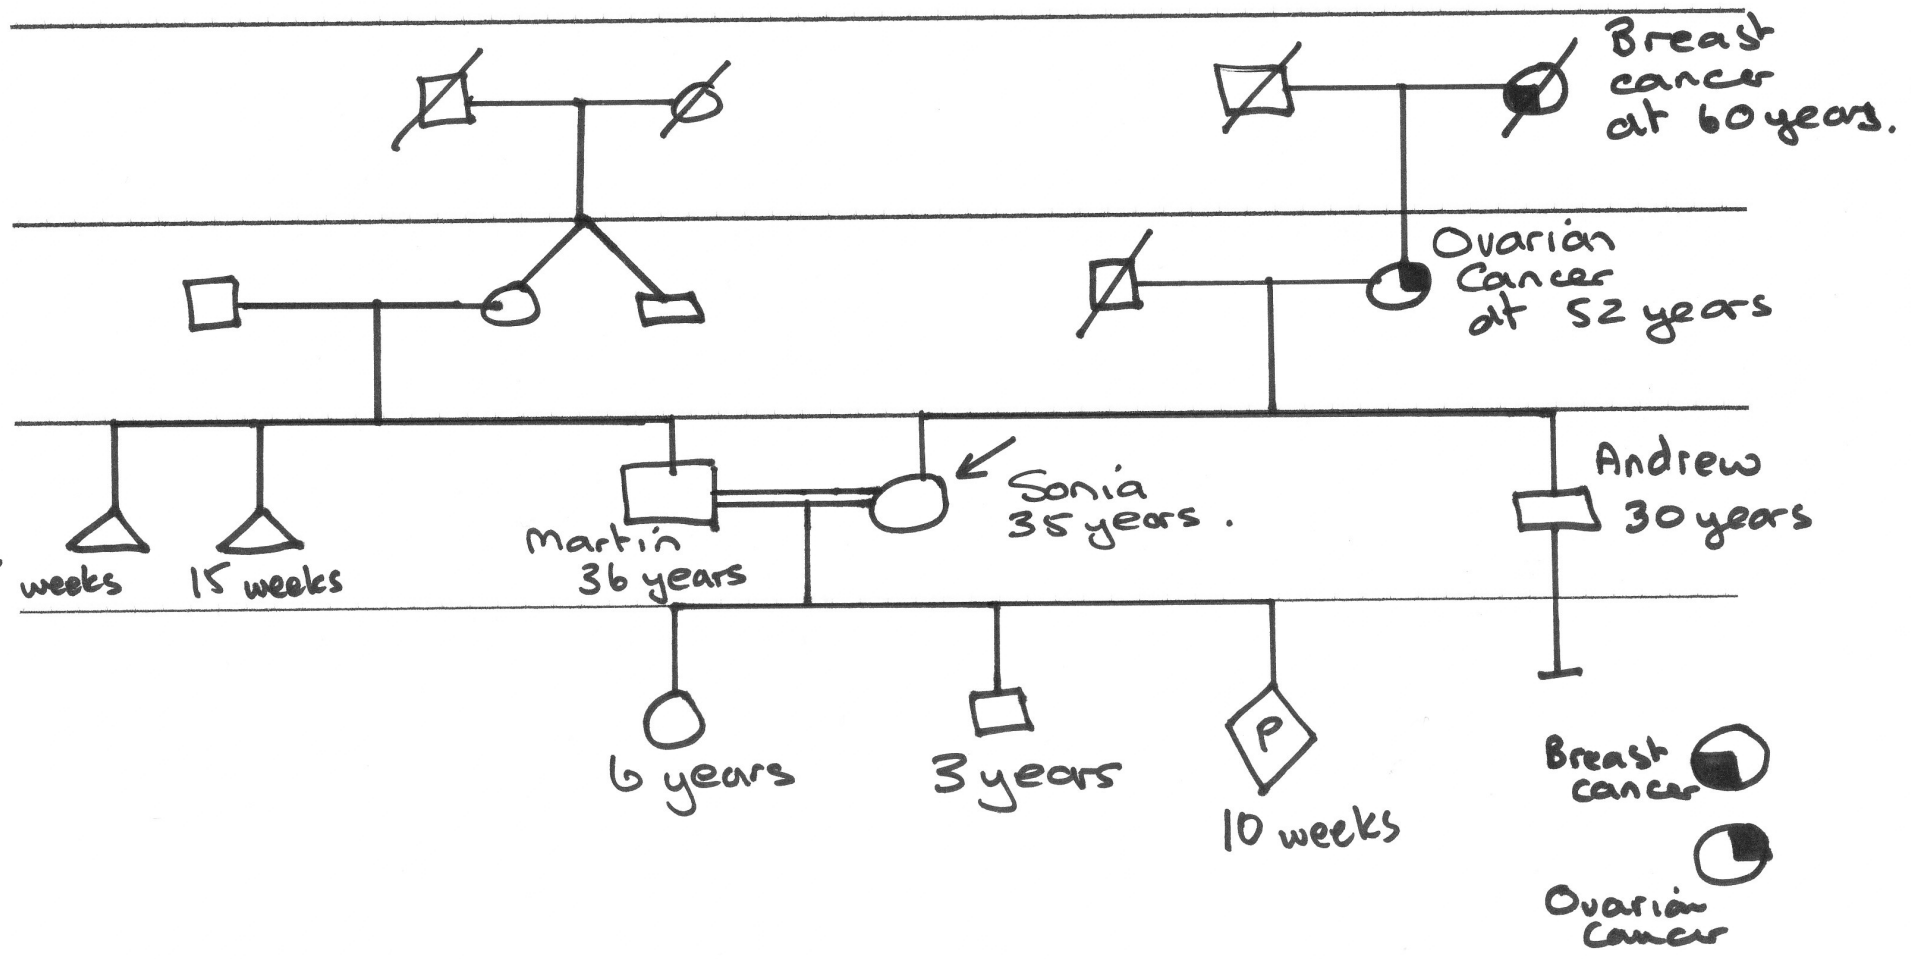 Breast
cancer
at 60 years.
Ovarian
Cancer
at 52 years
weeks
15 weeks
Martin
36 years
Sonia
35 years.
Andrew
30 years
6 years
3 years
P
10 weeks
Breast
cancer
Ovarian
cancer